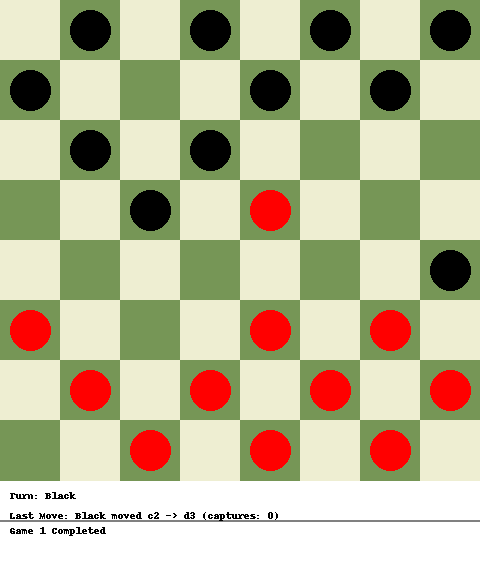 Turn: Black
Last Move: Black moved c2 -> d3 (captures: 0)
Game 1 Completed